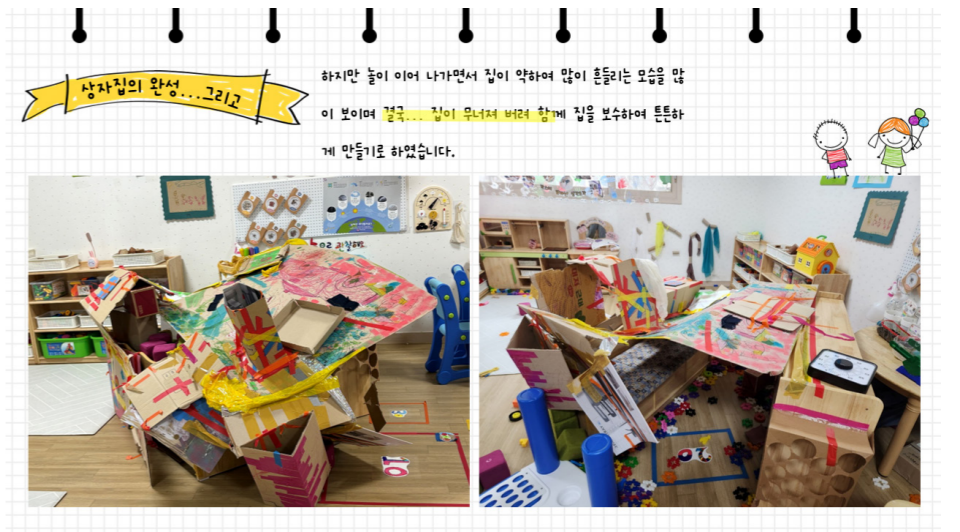 상자집의 완성...그리고
하지만 놀이 이어 나가면서 집이 약하여 많이 흔들리는 모습을 많
이 보이며 결국... 집이 무너져 버려 함께 집을 보수하여 튼튼하
게 만들기로 하였습니다.